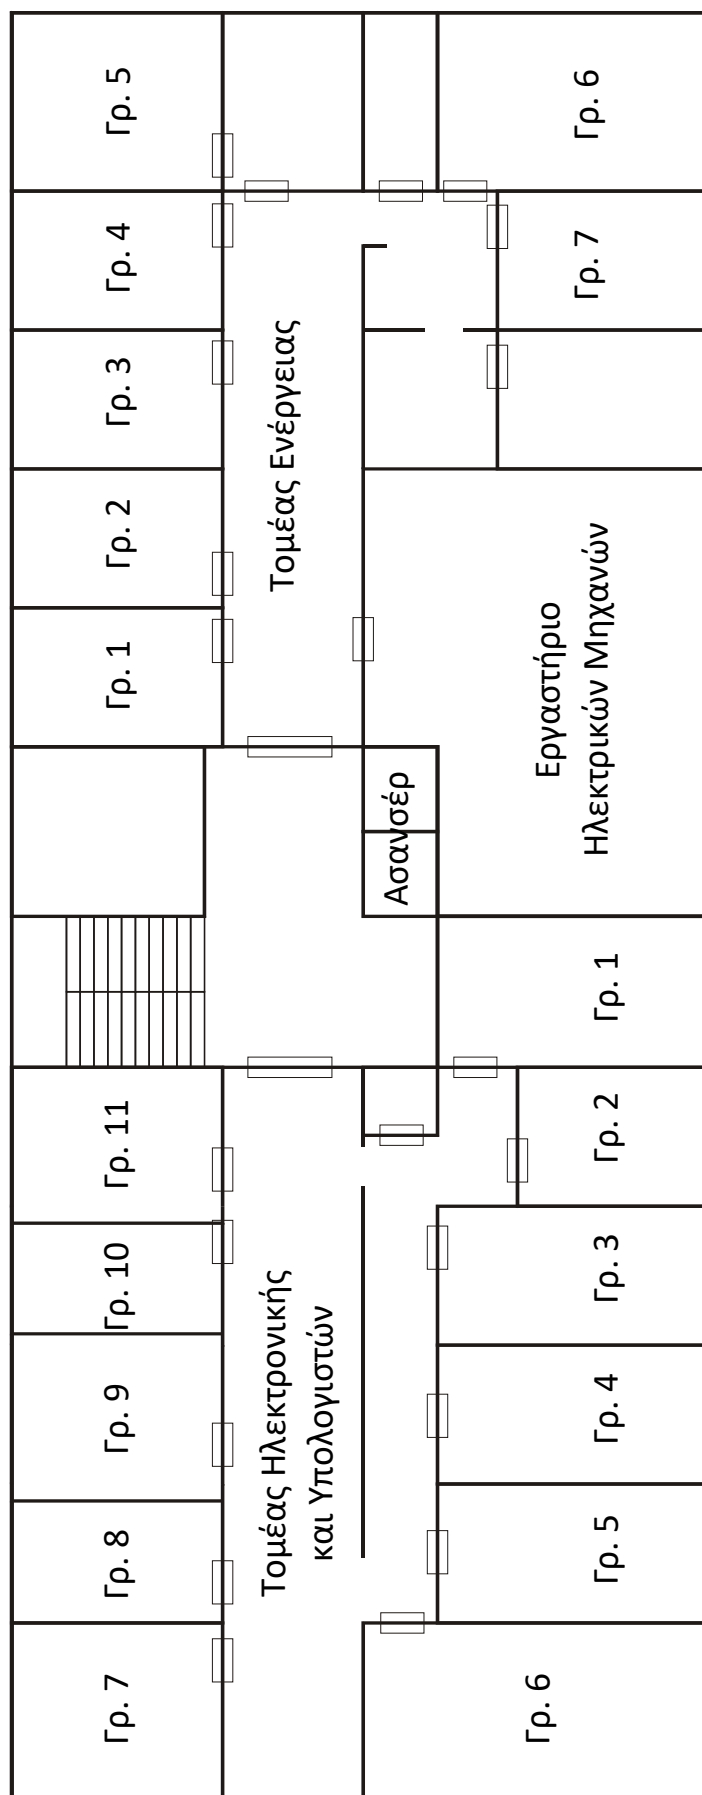 Γρ. 5
Γρ. 6
Γρ. 4
Γρ. 7
Γρ. 3
Τομέας Ενέργειας
Γρ. 2
Γρ. 1
Εργαστήριο
Ηλεκτρικών Μηχανών
Ασανσέρ
Γρ. 1
Γρ. 11
Γρ. 2
Γρ. 10
Γρ. 3
Τομέας Ηλεκτρονικής
και Υπολογιστών
Γρ. 9
Γρ. 4
Γρ. 8
Γρ. 5
Γρ. 7
Γρ. 6